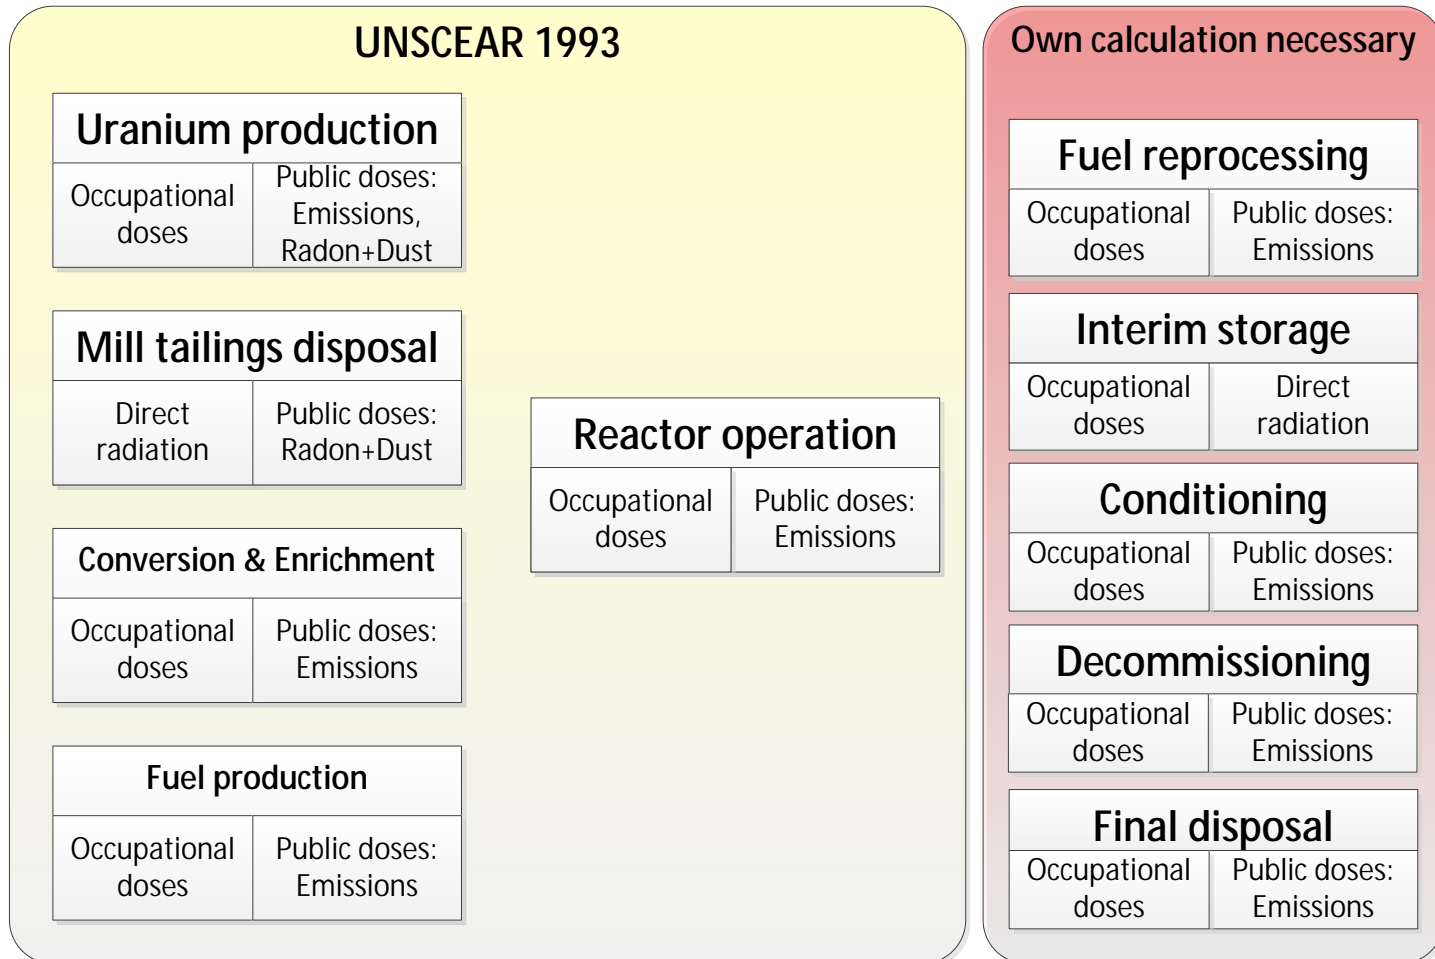 UNSCEAR 1993
Uranium production
Occupational
doses
Public doses:
Emissions,
Radon+Dust
Mill tailings disposal
Direct
radiation
Public doses:
Radon+Dust
Conversion & Enrichment
Occupational
doses
Public doses:
Emissions
Fuel production
Occupational
doses
Public doses:
Emissions
Reactor operation
Occupational
doses
Public doses:
Emissions
Own calculation necessary
Fuel reprocessing
Occupational
doses
Public doses:
Emissions
Interim storage
Occupational
doses
Direct
radiation
Conditioning
Occupational
doses
Public doses:
Emissions
Decommissioning
Occupational
doses
Public doses:
Emissions
Final disposal
Occupational
doses
Public doses:
Emissions